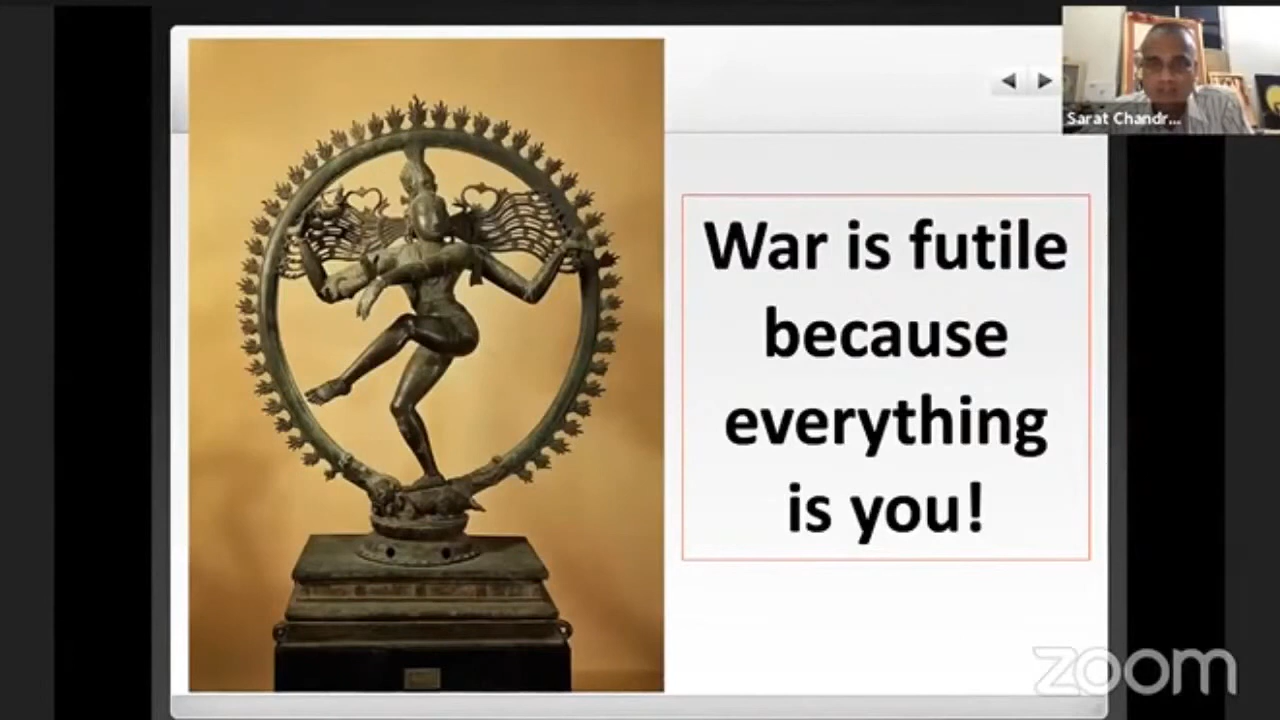 Sarat Chandr...
War is futile
because
everything
is you!
zoom